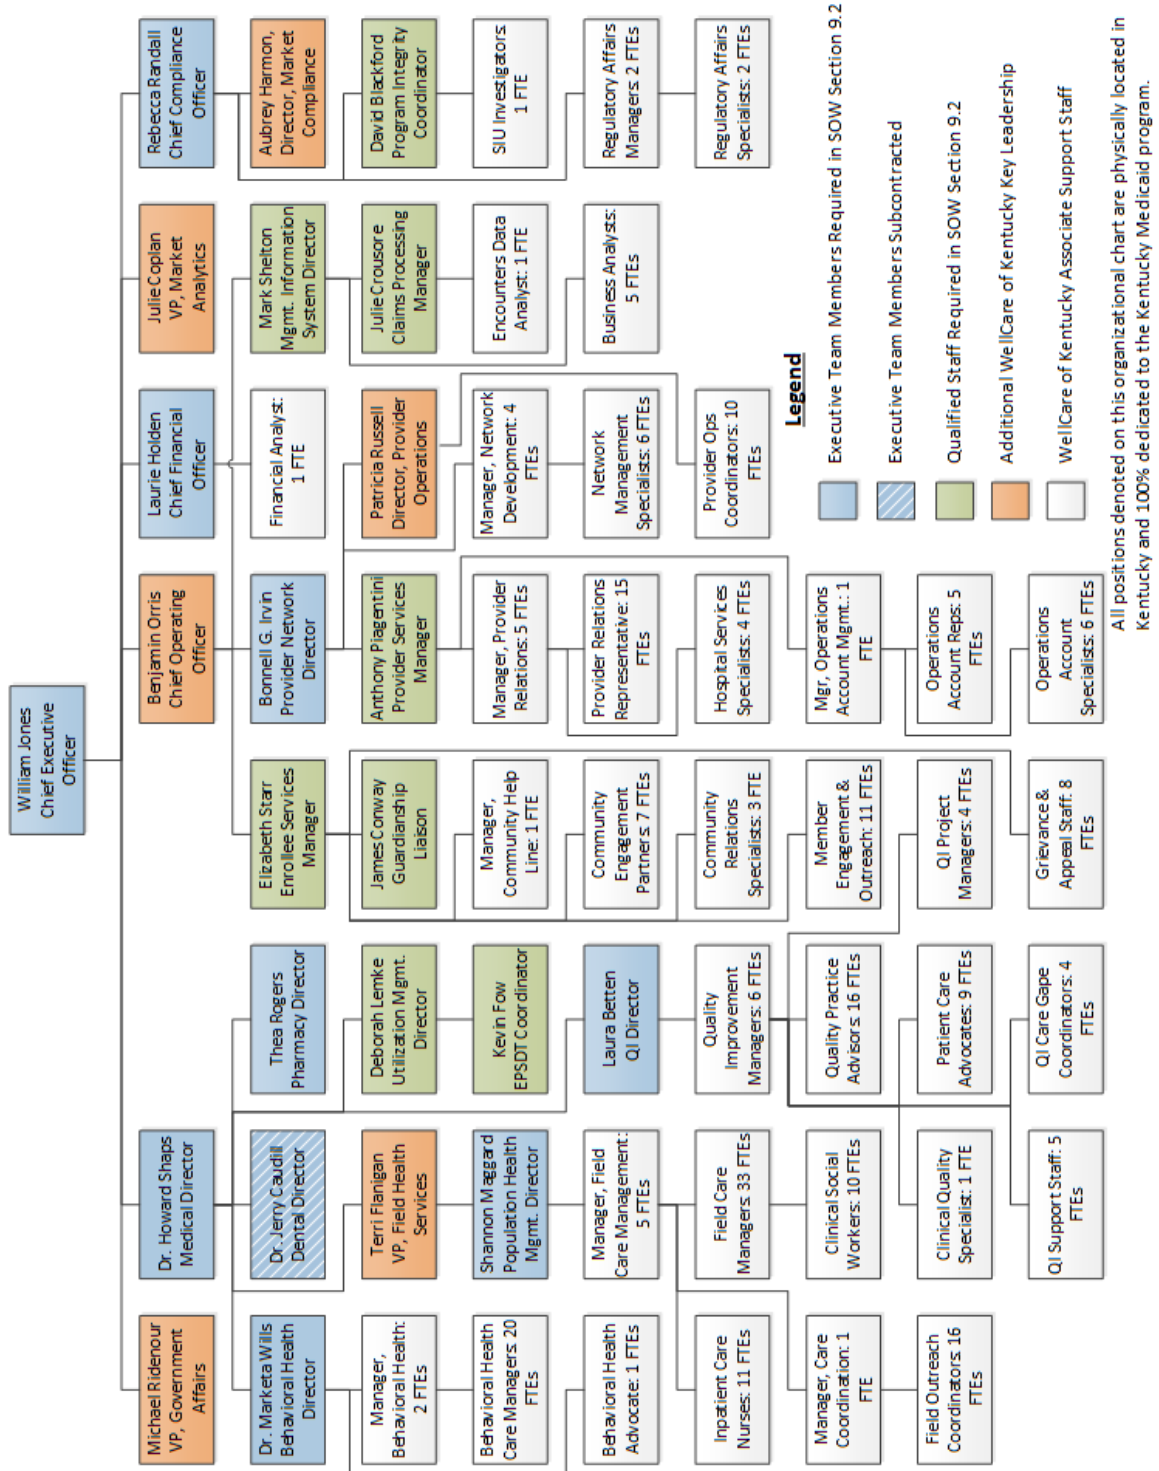 William Jones
Chief Executive
Officer
Michael Ridenour
VP, Government
Affairs
Dr. Howard Shaps
Medical Director
Benjamin Orris
Chief Operating
Officer
Laurie Holden
Chief Financial
Officer
Julie Coplan
VP, Market
Analytics
Rebecca Randall
Chief Compliance
Officer
Dr. Marketa Wills
Behavioral Health
Director
Dr. Jerry Caudill
Dental Director
Thea Rogers
Pharmacy Director
Elizabeth Starr
Enrollee Services
Manager
Bonnell G. Irvin
Provider Network
Director
Financial Analyst:
1 FTE
Mark Shelton
Mgmt. Information
System Director
Aubrey Harmon,
Director, Market
Compliance
Manager,
Behavioral Health:
2 FTEs
Terri Flanigan
VP, Field Health
Services
Deborah Lemke
Utilization Mgmt.
Director
James Conway
Guardianship
Liaison
Anthony Piagentini
Provider Services
Manager
Patricia Russell
Director, Provider
Operations
Julie Crousore
Claims Processing
Manager
David Blackford
Program Integrity
Coordinator
Behavioral Health
Care Managers: 20
FTEs
Shannon Maggard
Population Health
Mgmt. Director
Kevin Fow
EPSDT Coordinator
Manager,
Community Help
Line: 1 FTE
Manager, Provider
Relations: 5 FTEs
Manager, Network
Development: 4
FTEs
Encounters Data
Analyst: 1 FTE
SIU Investigators:
1 FTE
Behavioral Health
Advocate: 1 FTEs
Manager, Field
Care Management:
5 FTEs
Laura Betten
QI Director
Community
Engagement
Partners: 7 FTEs
Provider Relations
Representative: 15
FTEs
Network
Management
Specialists: 6 FTEs
Business Analysts:
5 FTEs
Regulatory Affairs
Managers: 2 FTEs
Inpatient Care
Nurses: 11 FTEs
Field Care
Managers: 33 FTEs
Quality
Improvement
Managers: 6 FTEs
Community
Relations
Specialists: 3 FTE
Hospital Services
Specialists: 4 FTEs
Provider Ops
Coordinators: 10
FTEs
Regulatory Affairs
Specialists: 2 FTEs
Manager, Care
Coordination: 1
FTE
Clinical Social
Workers: 10 FTEs
Quality Practice
Advisors: 16 FTEs
Member
Engagement &
Outreach: 11 FTEs
Mgr, Operations
Account Mgmt.: 1
FTE
Field Outreach
Coordinators: 16
FTEs
Clinical Quality
Specialist: 1 FTE
Patient Care
Advocates: 9 FTEs
QI Project
Managers: 4 FTEs
Operations
Account Reps: 5
FTEs
QI Support Staff: 5
FTEs
QI Care Gape
Coordinators: 4
FTEs
Grievance &
Appeal Staff: 8
FTEs
Operations
Account
Specialists: 6 FTEs
Legend
Executive Team Members Required in SOW Section 9.2
Executive Team Members Subcontracted
Qualified Staff Required in SOW Section 9.2
Additional WellCare of Kentucky Key Leadership
WellCare of Kentucky Associate Support Staff
All positions denoted on this organizational chart are physically located in
Kentucky and 100% dedicated to the Kentucky Medicaid program.